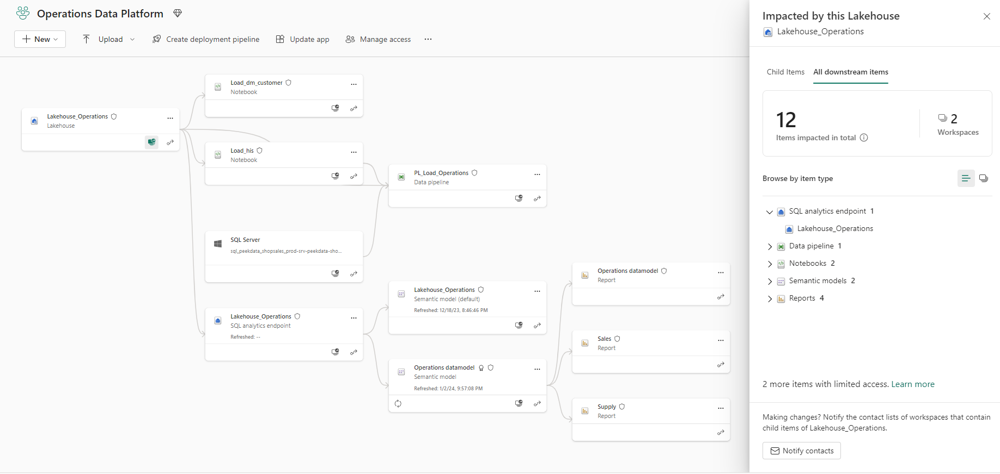 Operations Data Platform
New
Upload
Create deployment pipeline
Update app
Manage access
Load_dm_customer
Notebook
Lakehouse_Operations
Lakehouse
Load_his
Notebook
PL_Load_Operations
Data pipeline
SQL Server
sql_peekdata_shopsales_prod-srv-peekdata-sho...
Operations datamodel
Report
Lakehouse_Operations
Semantic model (default)
Refreshed: 12/18/23, 8:46:46 PM
Lakehouse_Operations
SQL analytics endpoint
Refreshed: --
Sales
Report
Operations datamodel
Semantic model
Refreshed: 1/2/24, 9:57:08 PM
Supply
Report
Impacted by this Lakehouse
Lakehouse_Operations
Child Items
All downstream items
12
Items impacted in total
2
Workspaces
Browse by item type
SQL analytics endpoint 1
Lakehouse_Operations
Data pipeline 1
Notebooks 2
Semantic models 2
Reports 4
2 more items with limited access. Learn more
Making changes? Notify the contact lists of workspaces that contain
child items of Lakehouse_Operations.
Notify contacts